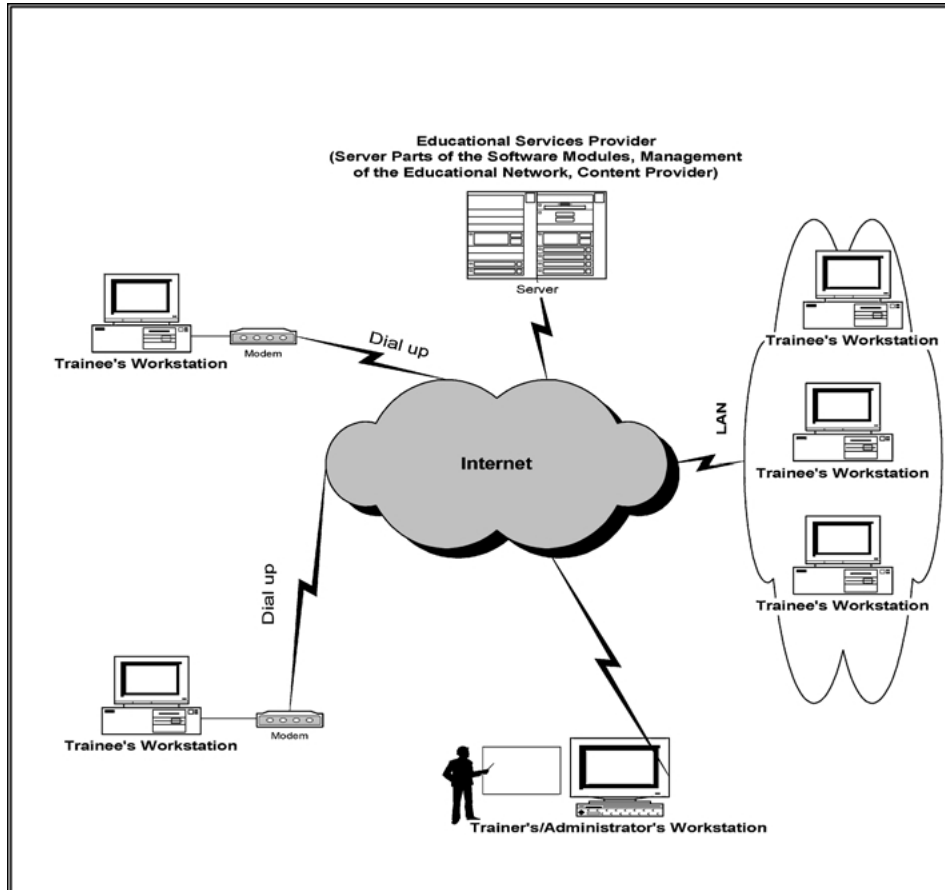 Educational Services Provider
(Server Parts of the Software Modules, Management
of the Educational Network, Content Provider)
Server
Trainee's Workstation
Modem
Dial up
Trainee's Workstation
LAN
Internet
Trainee's Workstation
Trainee's Workstation
Dial up
Trainee's Workstation
Modem
Trainer's/Administrator's Workstation